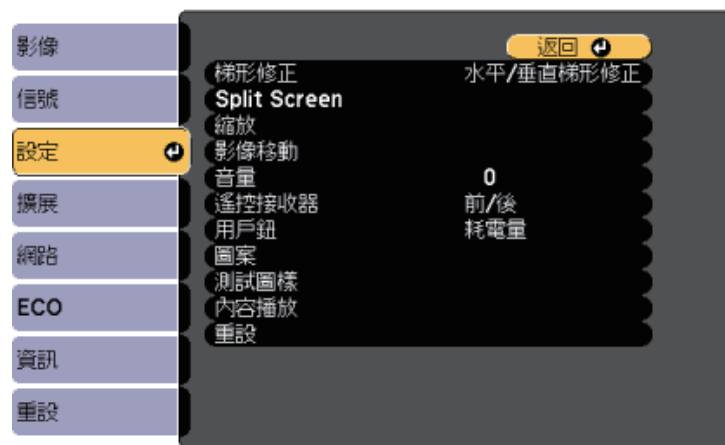 影像
信號
設定
擴展
網路
ECO
資訊
重設
返回
梯形修正 水平/垂直梯形修正
Split Screen
縮放
影像移動
音量 0
遙控接收器 前/後
用戶鈕 耗電量
圖案
測試圖樣
內容播放
重設